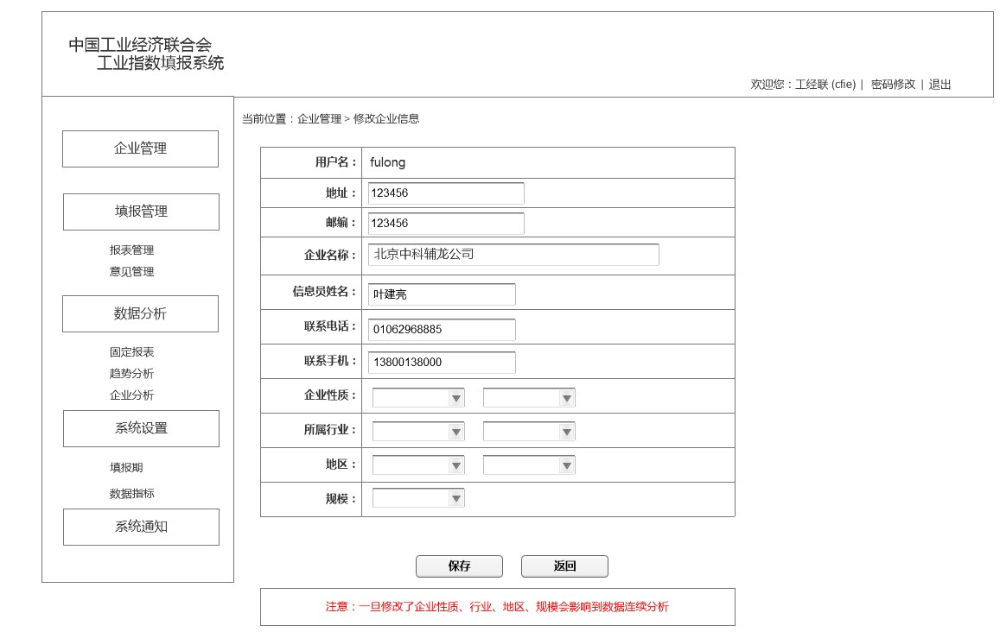 中国工业经济联合会
工业指数填报系统
欢迎您：工经联 (cfie) | 密码修改 | 退出
当前位置：企业管理 > 修改企业信息
企业管理
填报管理
报表管理
意见管理
数据分析
固定报表
趋势分析
企业分析
系统设置
填报期
数据指标
系统通知
用户名： fulong
地址： 123456
邮编： 123456
企业名称： 北京中科辅龙公司
信息员姓名： 叶建亮
联系电话： 01062968885
联系手机： 13800138000
企业性质：
所属行业：
地区：
规模：
保存 返回
注意：一旦修改了企业性质、行业、地区、规模会影响到数据连续分析